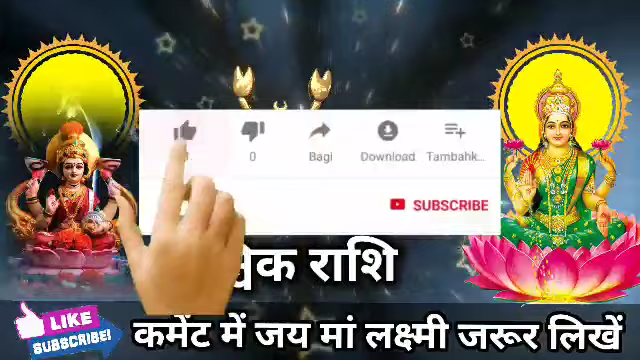 0
Bagi
Download
Tambahk...
SUBSCRIBE
राशि
LIKE
SUBSCRIBE!
कमेंट में जय मां लक्ष्मी जरूर लिखें